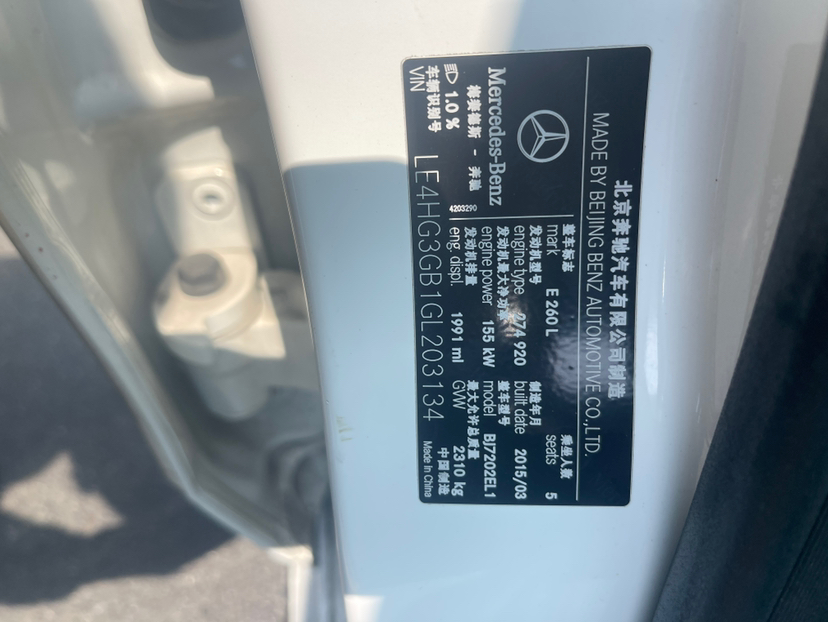 北京奔驰汽车有限公司制造
MADE BY BEIJING BENZ AUTOMOTIVE CO.,LTD.
Mercedes-Benz
梅赛德斯 - 奔驰
1.0 %
4203290
整车标志 乘坐人数
mark E 260 L seats 5
发动机型号 制造年月
engine type 274 920 built date 2015/03
发动机最大净功率 整车型号
engine power 155 kW model BJ7202EL1
发动机排量 最大允许总质量
eng. displ. 1991 ml GVW 2310 kg
车辆识别号
VIN LE4HG3GB1GL203134
中国制造
Made In China